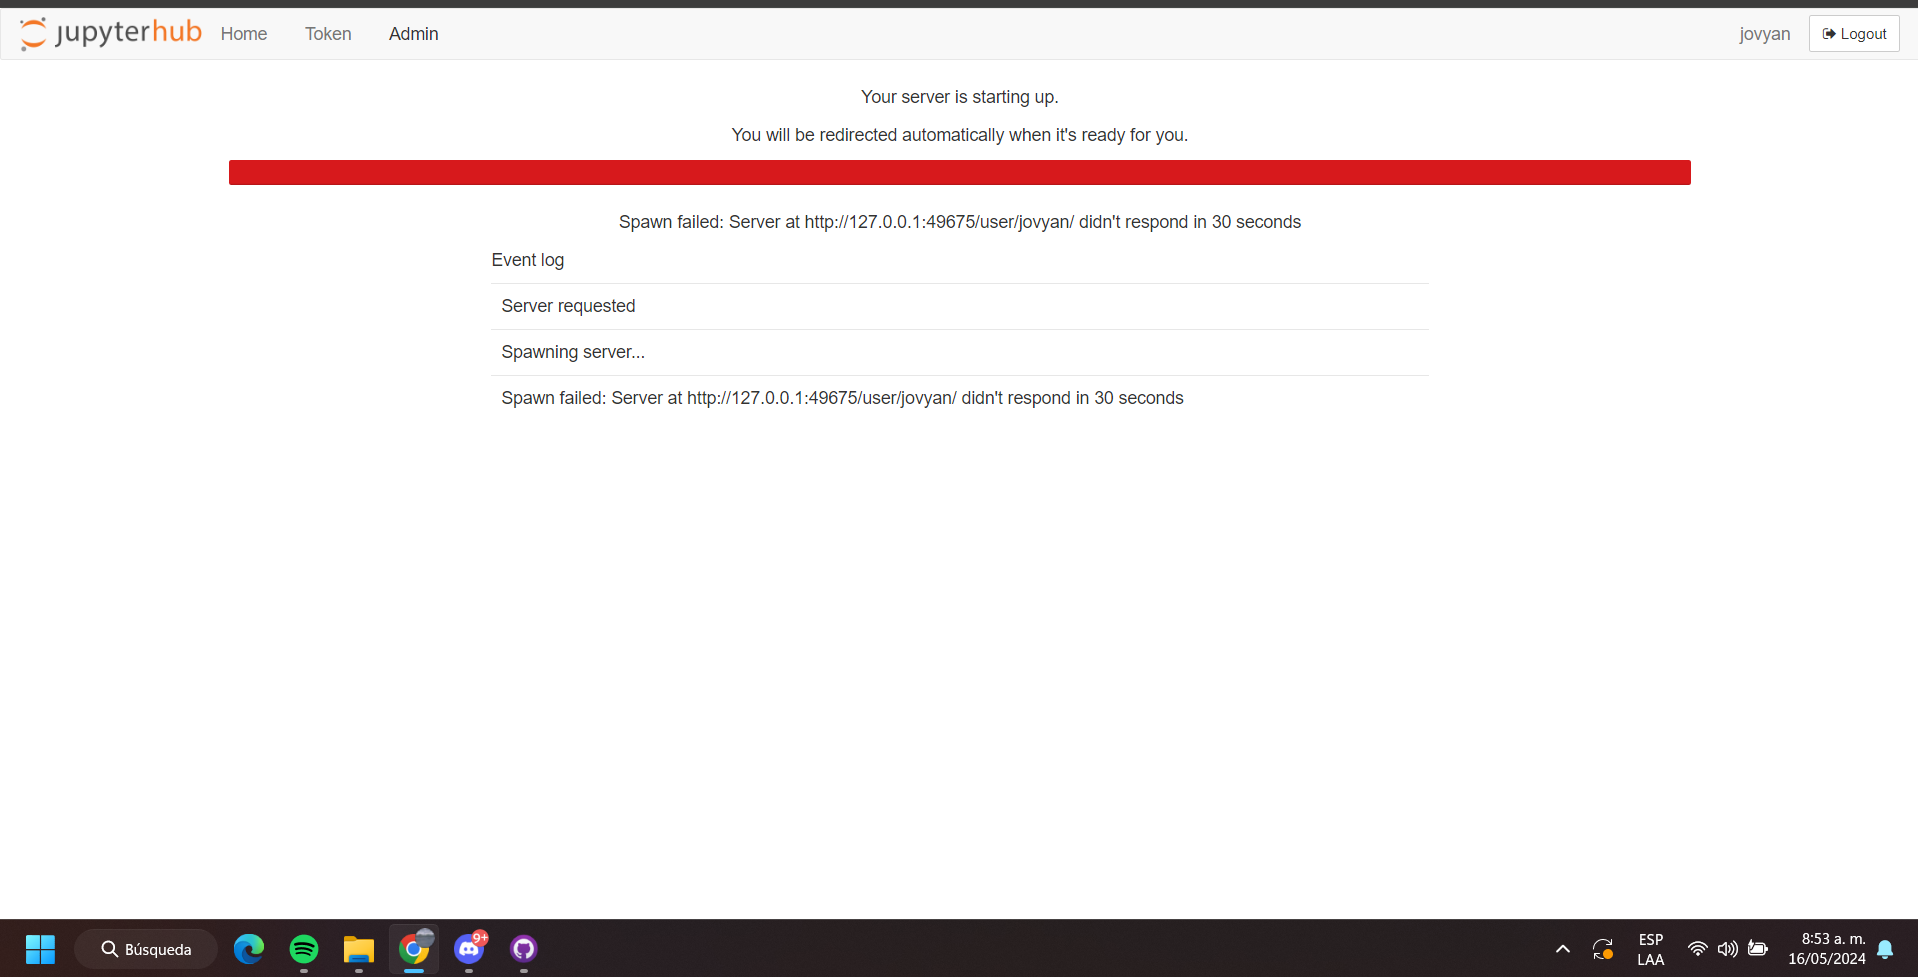 jupyterhub Home Token Admin jovyan Logout
Your server is starting up.
You will be redirected automatically when it's ready for you.
Spawn failed: Server at http://127.0.0.1:49675/user/jovyan/ didn't respond in 30 seconds
Event log
Server requested
Spawning server...
Spawn failed: Server at http://127.0.0.1:49675/user/jovyan/ didn't respond in 30 seconds
Búsqueda
9+
ESP
LAA
8:53 a. m.
16/05/2024